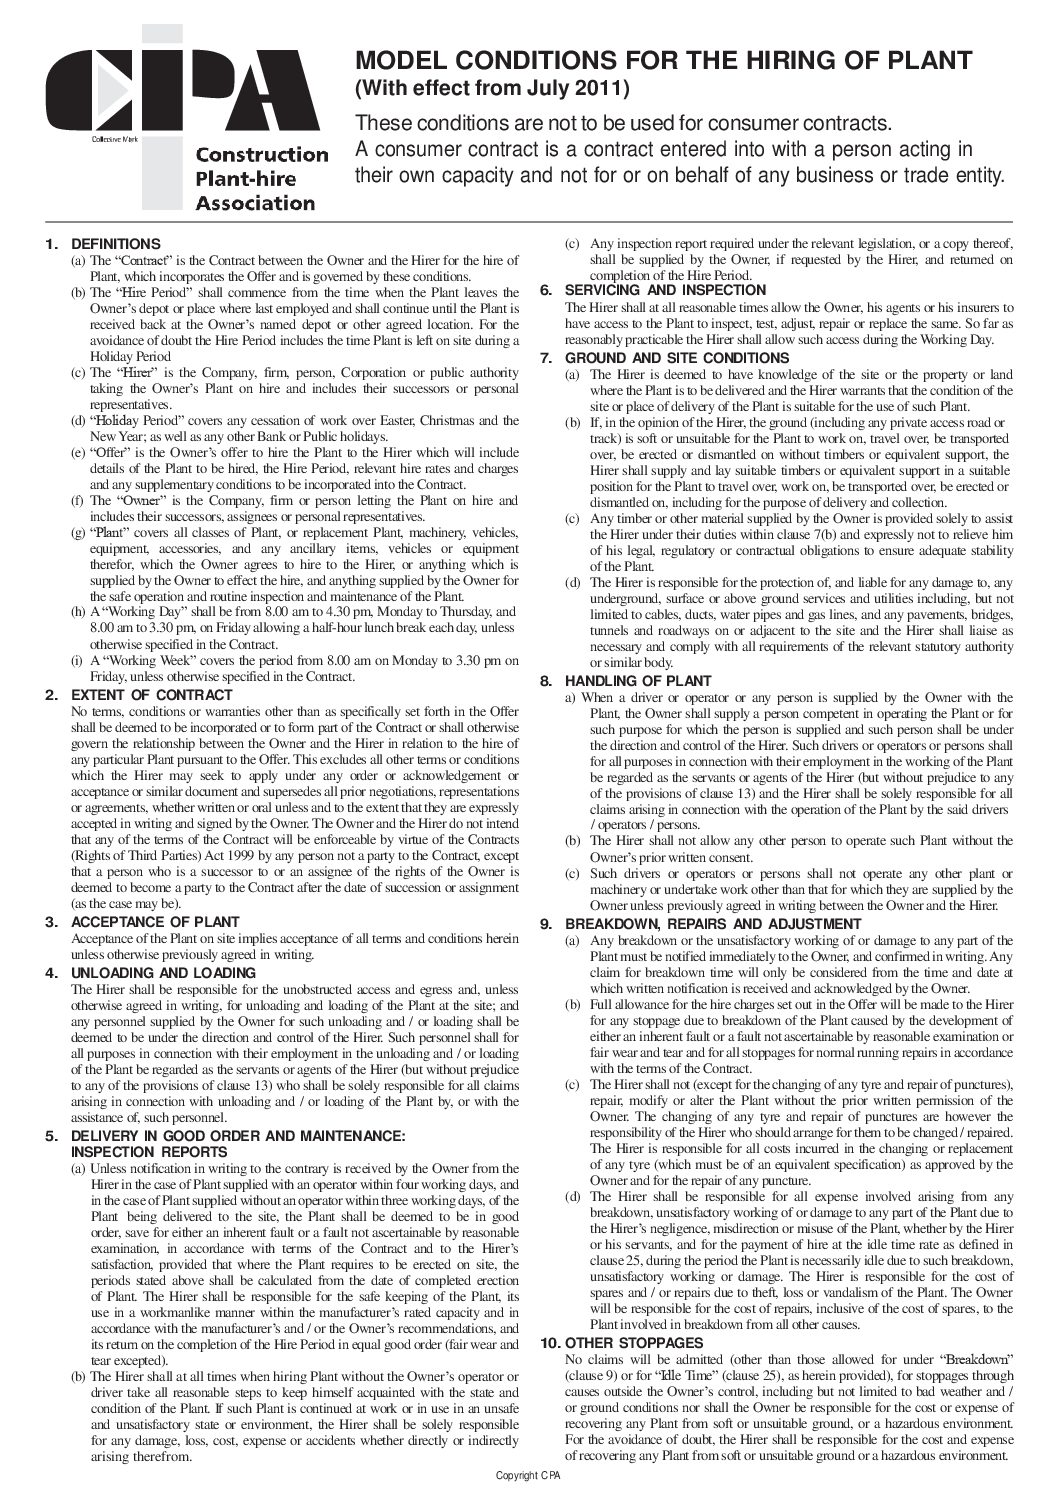 CIPA
Collective Mark
Construction
Plant-hire
Association
MODEL CONDITIONS FOR THE HIRING OF PLANT
(With effect from July 2011)
These conditions are not to be used for consumer contracts.
A consumer contract is a contract entered into with a person acting in
their own capacity and not for or on behalf of any business or trade entity.
1. DEFINITIONS
(a) The “Contract” is the Contract between the Owner and the Hirer for the hire of
Plant, which incorporates the Offer and is governed by these conditions.
(b) The “Hire Period” shall commence from the time when the Plant leaves the
Owner’s depot or place where last employed and shall continue until the Plant is
received back at the Owner’s named depot or other agreed location. For the
avoidance of doubt the Hire Period includes the time Plant is left on site during a
Holiday Period
(c) The “Hirer” is the Company, firm, person, Corporation or public authority
taking the Owner’s Plant on hire and includes their successors or personal
representatives.
(d) “Holiday Period” covers any cessation of work over Easter, Christmas and the
New Year; as well as any other Bank or Public holidays.
(e) “Offer” is the Owner’s offer to hire the Plant to the Hirer which will include
details of the Plant to be hired, the Hire Period, relevant hire rates and charges
and any supplementary conditions to be incorporated into the Contract.
(f) The “Owner” is the Company, firm or person letting the Plant on hire and
includes their successors, assignees or personal representatives.
(g) “Plant” covers all classes of Plant, or replacement Plant, machinery, vehicles,
equipment, accessories, and any ancillary items, vehicles or equipment
therefor, which the Owner agrees to hire to the Hirer, or anything which is
supplied by the Owner to effect the hire, and anything supplied by the Owner for
the safe operation and routine inspection and maintenance of the Plant.
(h) A “Working Day” shall be from 8.00 am to 4.30 pm, Monday to Thursday, and
8.00 am to 3.30 pm, on Friday allowing a half-hour lunch break each day, unless
otherwise specified in the Contract.
(i) A “Working Week” covers the period from 8.00 am on Monday to 3.30 pm on
Friday, unless otherwise specified in the Contract.
2. EXTENT OF CONTRACT
No terms, conditions or warranties other than as specifically set forth in the Offer
shall be deemed to be incorporated or to form part of the Contract or shall otherwise
govern the relationship between the Owner and the Hirer in relation to the hire of
any particular Plant pursuant to the Offer. This excludes all other terms or conditions
which the Hirer may seek to apply under any order or acknowledgement or
acceptance or similar document and supersedes all prior negotiations, representations
or agreements, whether written or oral unless and to the extent that they are expressly
accepted in writing and signed by the Owner. The Owner and the Hirer do not intend
that any of the terms of the Contract will be enforceable by virtue of the Contracts
(Rights of Third Parties) Act 1999 by any person not a party to the Contract, except
that a person who is a successor to or an assignee of the rights of the Owner is
deemed to become a party to the Contract after the date of succession or assignment
(as the case may be).
3. ACCEPTANCE OF PLANT
Acceptance of the Plant on site implies acceptance of all terms and conditions herein
unless otherwise previously agreed in writing.
4. UNLOADING AND LOADING
The Hirer shall be responsible for the unobstructed access and egress and, unless
otherwise agreed in writing, for unloading and loading of the Plant at the site; and
any personnel supplied by the Owner for such unloading and / or loading shall be
deemed to be under the direction and control of the Hirer. Such personnel shall for
all purposes in connection with their employment in the unloading and / or loading
of the Plant be regarded as the servants or agents of the Hirer (but without prejudice
to any of the provisions of clause 13) who shall be solely responsible for all claims
arising in connection with unloading and / or loading of the Plant by, or with the
assistance of, such personnel.
5. DELIVERY IN GOOD ORDER AND MAINTENANCE:
INSPECTION REPORTS
(a) Unless notification in writing to the contrary is received by the Owner from the
Hirer in the case of Plant supplied with an operator within four working days, and
in the case of Plant supplied without an operator within three working days, of the
Plant being delivered to the site, the Plant shall be deemed to be in good
order, save for either an inherent fault or a fault not ascertainable by reasonable
examination, in accordance with terms of the Contract and to the Hirer’s
satisfaction, provided that where the Plant requires to be erected on site, the
periods stated above shall be calculated from the date of completed erection
of Plant. The Hirer shall be responsible for the safe keeping of the Plant, its
use in a workmanlike manner within the manufacturer’s rated capacity and in
accordance with the manufacturer’s and / or the Owner’s recommendations, and
its return on the completion of the Hire Period in equal good order (fair wear and
tear excepted).
(b) The Hirer shall at all times when hiring Plant without the Owner’s operator or
driver take all reasonable steps to keep himself acquainted with the state and
condition of the Plant. If such Plant is continued at work or in use in an unsafe
and unsatisfactory state or environment, the Hirer shall be solely responsible
for any damage, loss, cost, expense or accidents whether directly or indirectly
arising therefrom.
(c) Any inspection report required under the relevant legislation, or a copy thereof,
shall be supplied by the Owner, if requested by the Hirer, and returned on
completion of the Hire Period.
6. SERVICING AND INSPECTION
The Hirer shall at all reasonable times allow the Owner, his agents or his insurers to
have access to the Plant to inspect, test, adjust, repair or replace the same. So far as
reasonably practicable the Hirer shall allow such access during the Working Day.
7. GROUND AND SITE CONDITIONS
(a) The Hirer is deemed to have knowledge of the site or the property or land
where the Plant is to be delivered and the Hirer warrants that the condition of the
site or place of delivery of the Plant is suitable for the use of such Plant.
(b) If, in the opinion of the Hirer, the ground (including any private access road or
track) is soft or unsuitable for the Plant to work on, travel over, be transported
over, be erected or dismantled on without timbers or equivalent support, the
Hirer shall supply and lay suitable timbers or equivalent support in a suitable
position for the Plant to travel over, work on, be transported over, be erected or
dismantled on, including for the purpose of delivery and collection.
(c) Any timber or other material supplied by the Owner is provided solely to assist
the Hirer under their duties within clause 7(b) and expressly not to relieve him
of his legal, regulatory or contractual obligations to ensure adequate stability
of the Plant.
(d) The Hirer is responsible for the protection of, and liable for any damage to, any
underground, surface or above ground services and utilities including, but not
limited to cables, ducts, water pipes and gas lines, and any pavements, bridges,
tunnels and roadways on or adjacent to the site and the Hirer shall liaise as
necessary and comply with all requirements of the relevant statutory authority
or similar body.
8. HANDLING OF PLANT
a) When a driver or operator or any person is supplied by the Owner with the
Plant, the Owner shall supply a person competent in operating the Plant or for
such purpose for which the person is supplied and such person shall be under
the direction and control of the Hirer. Such drivers or operators or persons shall
for all purposes in connection with their employment in the working of the Plant
be regarded as the servants or agents of the Hirer (but without prejudice to any
of the provisions of clause 13) and the Hirer shall be solely responsible for all
claims arising in connection with the operation of the Plant by the said drivers
/ operators / persons.
(b) The Hirer shall not allow any other person to operate such Plant without the
Owner’s prior written consent.
(c) Such drivers or operators or persons shall not operate any other plant or
machinery or undertake work other than that for which they are supplied by the
Owner unless previously agreed in writing between the Owner and the Hirer.
9. BREAKDOWN, REPAIRS AND ADJUSTMENT
(a) Any breakdown or the unsatisfactory working of or damage to any part of the
Plant must be notified immediately to the Owner, and confirmed in writing. Any
claim for breakdown time will only be considered from the time and date at
which written notification is received and acknowledged by the Owner.
(b) Full allowance for the hire charges set out in the Offer will be made to the Hirer
for any stoppage due to breakdown of the Plant caused by the development of
either an inherent fault or a fault not ascertainable by reasonable examination or
fair wear and tear and for all stoppages for normal running repairs in accordance
with the terms of the Contract.
(c) The Hirer shall not (except for the changing of any tyre and repair of punctures),
repair, modify or alter the Plant without the prior written permission of the
Owner. The changing of any tyre and repair of punctures are however the
responsibility of the Hirer who should arrange for them to be changed / repaired.
The Hirer is responsible for all costs incurred in the changing or replacement
of any tyre (which must be of an equivalent specification) as approved by the
Owner and for the repair of any puncture.
(d) The Hirer shall be responsible for all expense involved arising from any
breakdown, unsatisfactory working of or damage to any part of the Plant due to
the Hirer’s negligence, misdirection or misuse of the Plant, whether by the Hirer
or his servants, and for the payment of hire at the idle time rate as defined in
clause 25, during the period the Plant is necessarily idle due to such breakdown,
unsatisfactory working or damage. The Hirer is responsible for the cost of
spares and / or repairs due to theft, loss or vandalism of the Plant. The Owner
will be responsible for the cost of repairs, inclusive of the cost of spares, to the
Plant involved in breakdown from all other causes.
10. OTHER STOPPAGES
No claims will be admitted (other than those allowed for under “Breakdown”
(clause 9) or for “Idle Time” (clause 25), as herein provided), for stoppages through
causes outside the Owner’s control, including but not limited to bad weather and /
or ground conditions nor shall the Owner be responsible for the cost or expense of
recovering any Plant from soft or unsuitable ground, or a hazardous environment.
For the avoidance of doubt, the Hirer shall be responsible for the cost and expense
of recovering any Plant from soft or unsuitable ground or a hazardous environment.
Copyright CPA